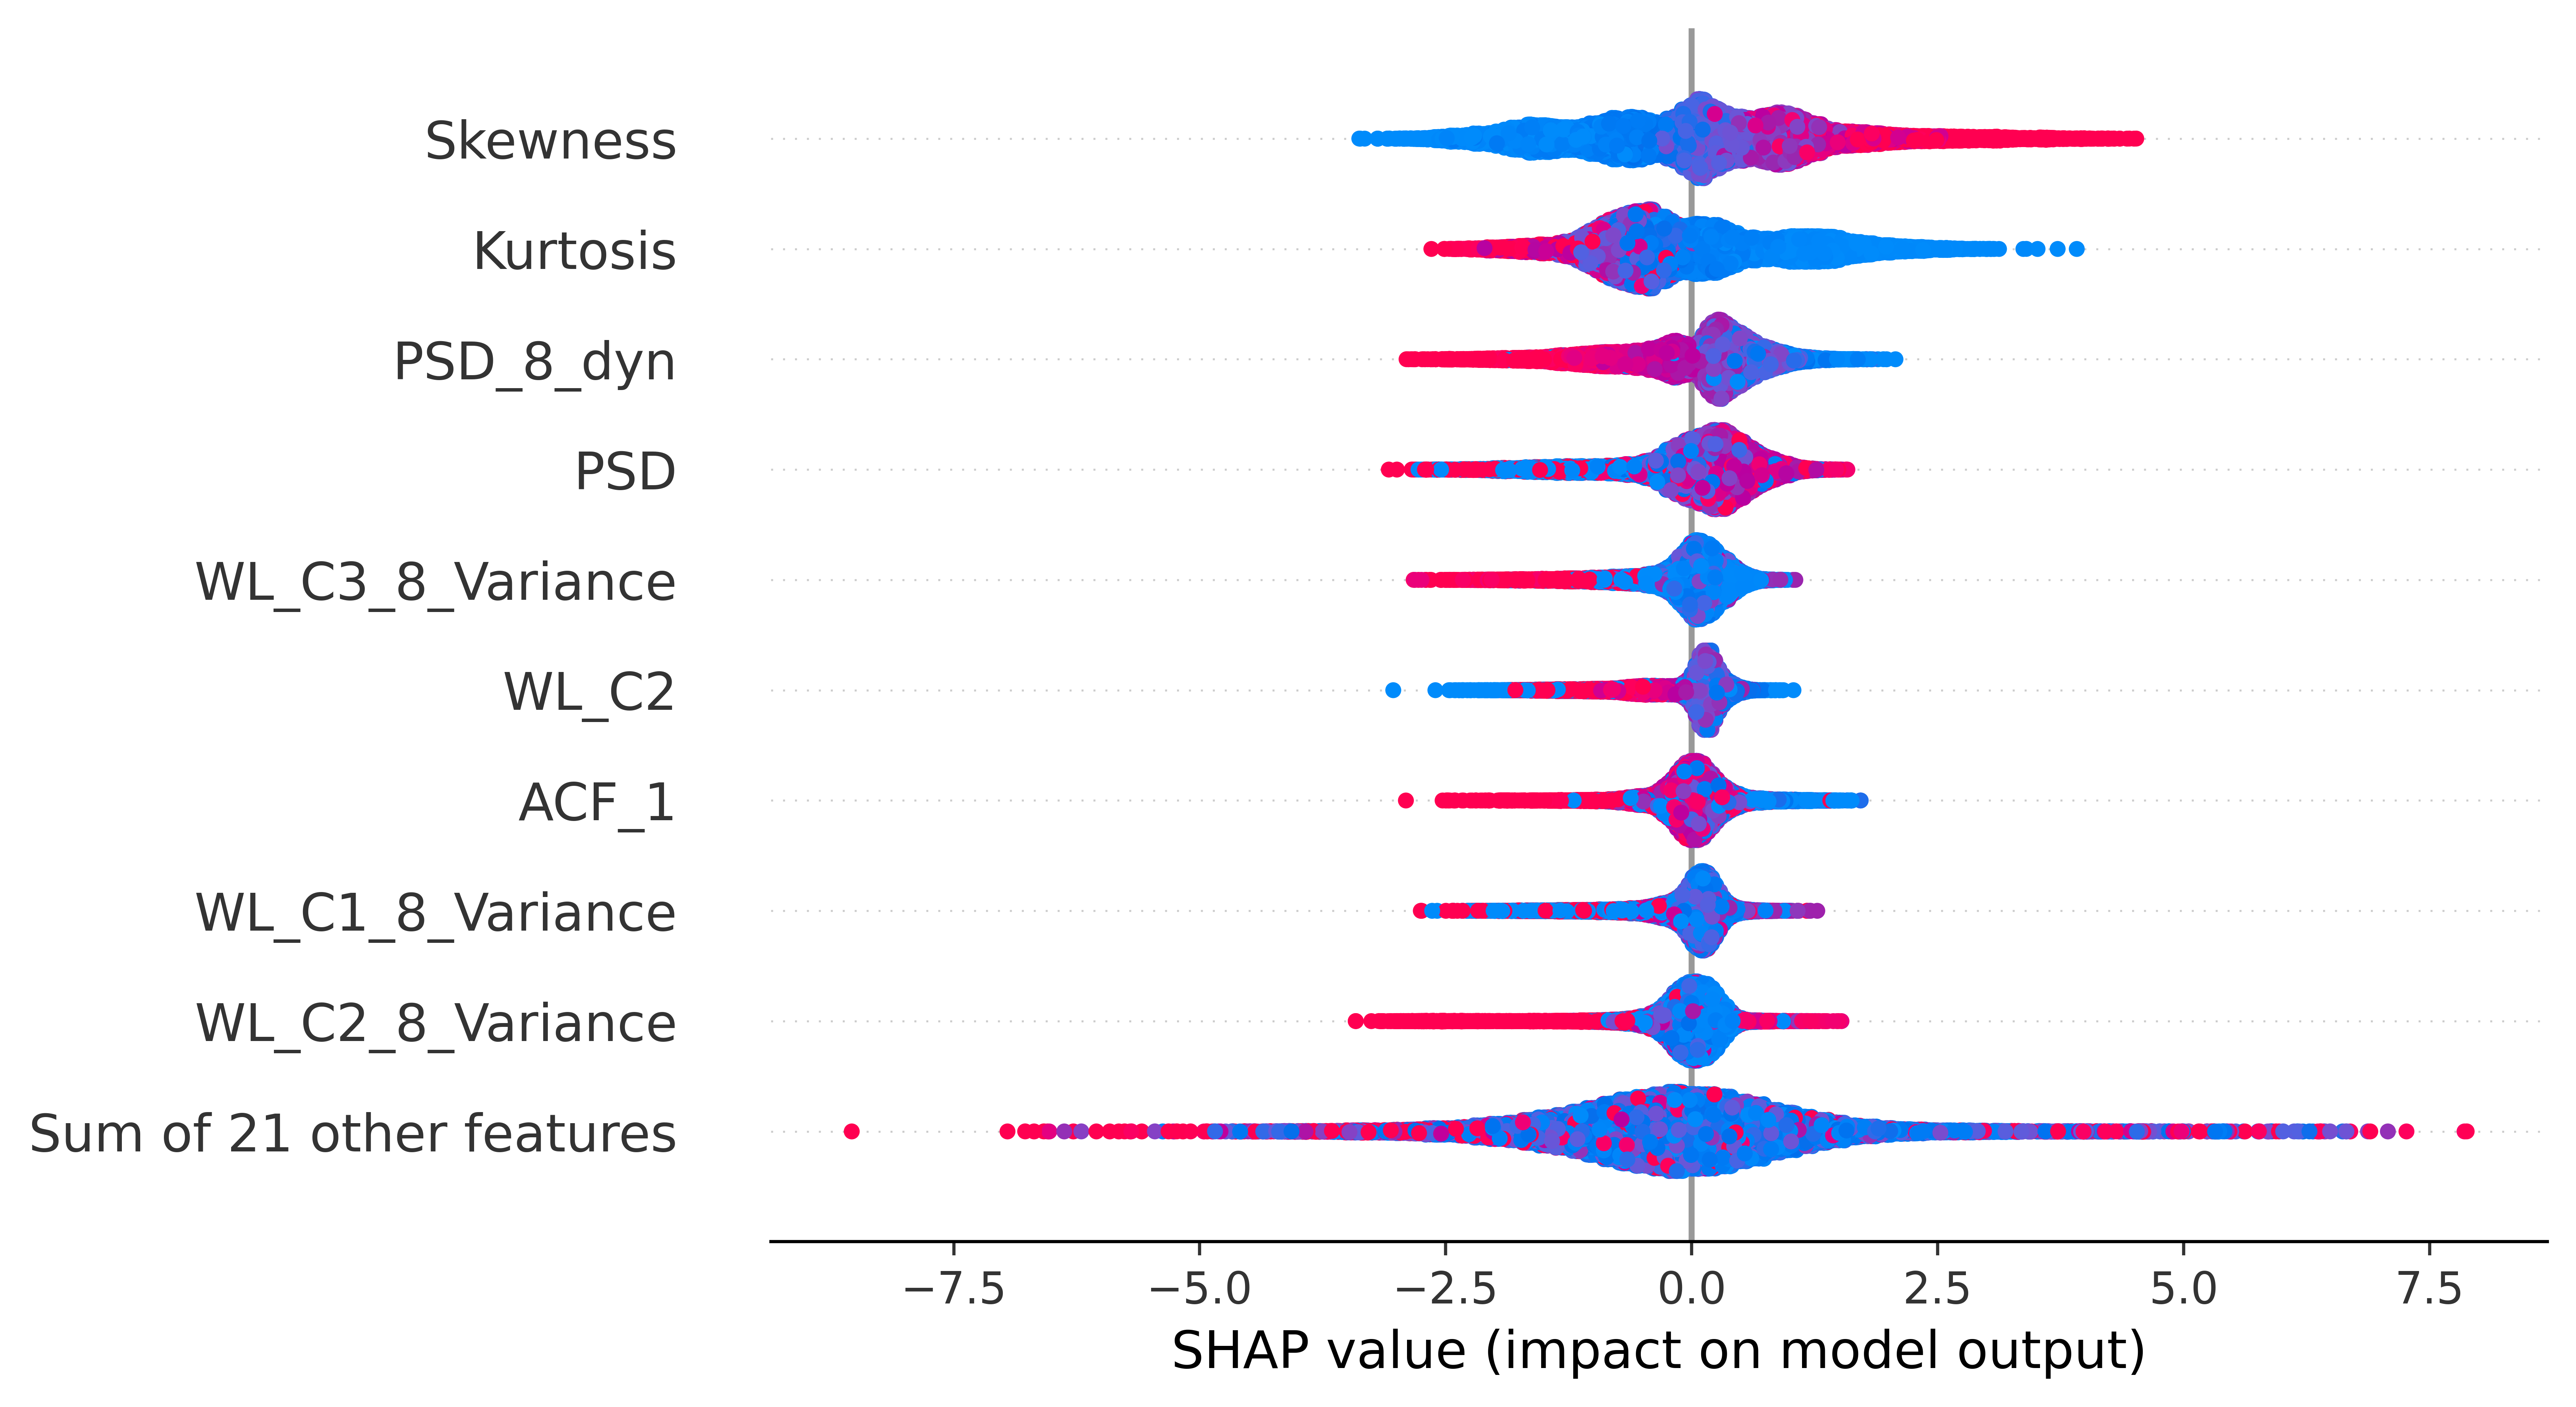 Skewness
Kurtosis
PSD_8_dyn
PSD
WL_C3_8_Variance
WL_C2
ACF_1
WL_C1_8_Variance
WL_C2_8_Variance
Sum of 21 other features
−7.5 −5.0 −2.5 0.0 2.5 5.0 7.5
SHAP value (impact on model output)